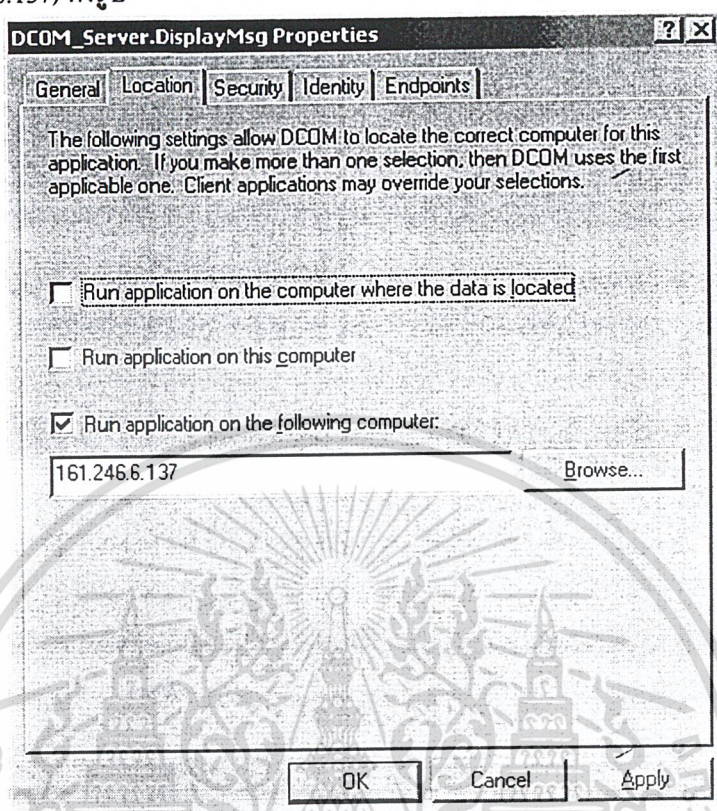 DCOM_Server.DisplayMsg Properties
General Location Security Identity Endpoints
The following settings allow DCOM to locate the correct computer for this
application. If you make more than one selection, then DCOM uses the first
applicable one. Client applications may override your selections.
Run application on the computer where the data is located
Run application on this computer
Run application on the following computer:
161.246.6.137
Browse...
OK Cancel Apply